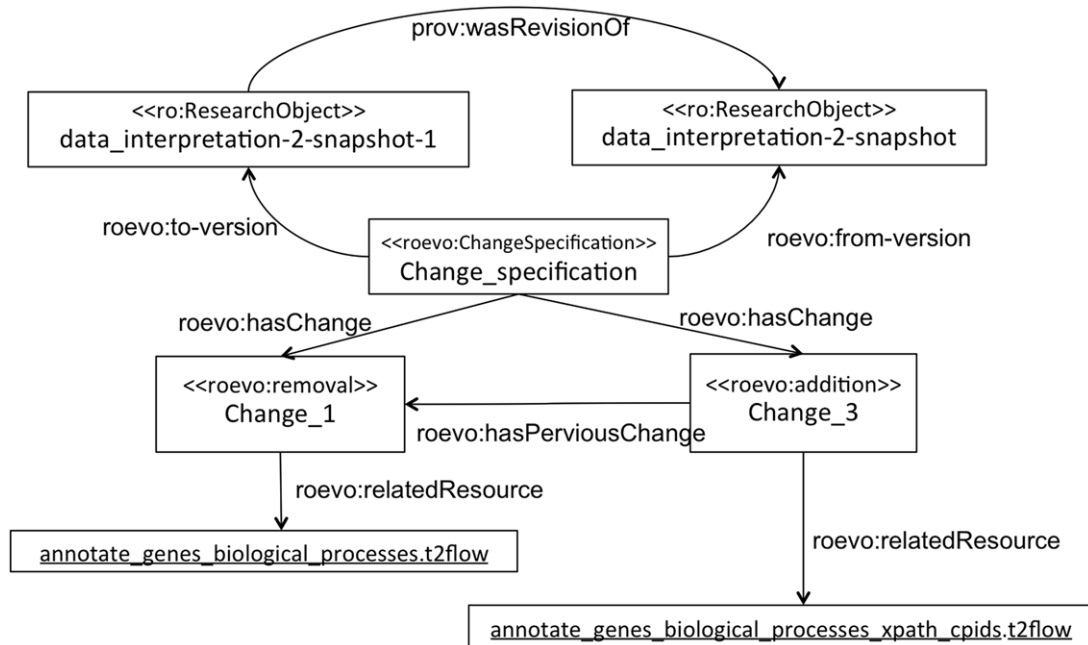 prov:wasRevisionOf
<<ro:ResearchObject>>
data_interpretation-2-snapshot-1
<<ro:ResearchObject>>
data_interpretation-2-snapshot
roevo:to-version
<<roevo:ChangeSpecification>>
Change_specification
roevo:from-version
roevo:hasChange
roevo:hasChange
<<roevo:removal>>
Change_1
<<roevo:addition>>
Change_3
roevo:hasPerviousChange
roevo:relatedResource
annotate_genes_biological_processes.t2flow
roevo:relatedResource
annotate_genes_biological_processes_xpath_cpids.t2flow